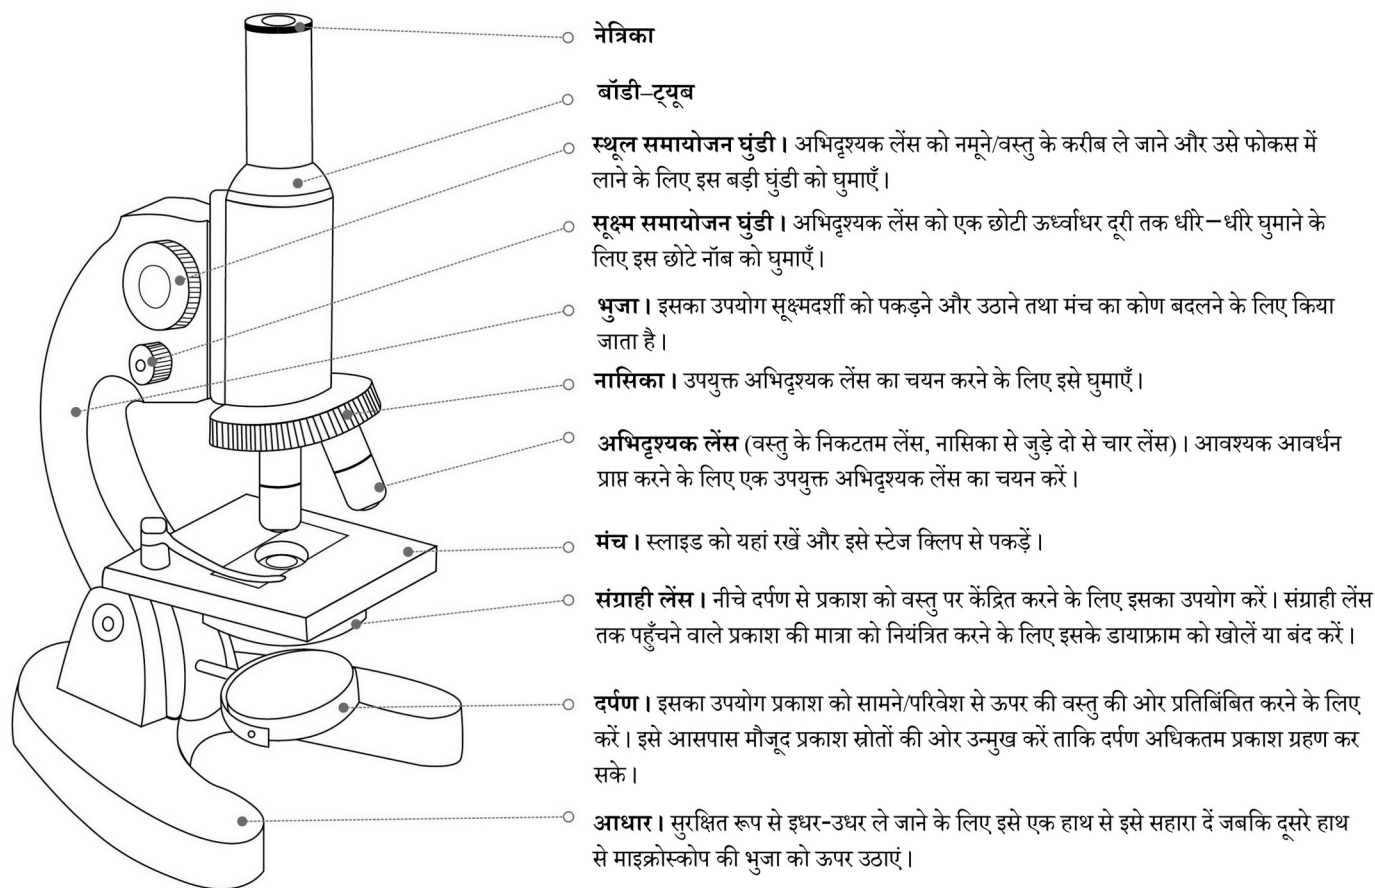 नेत्रिका
बॉडी–ट्यूब
स्थूल समायोजन घुंडी। अभिदृश्यक लेंस को नमूने/वस्तु के करीब ले जाने और उसे फोकस में
लाने के लिए इस बड़ी घुंडी को घुमाएँ।
सूक्ष्म समायोजन घुंडी। अभिदृश्यक लेंस को एक छोटी ऊर्ध्वाधर दूरी तक धीरे–धीरे घुमाने के
लिए इस छोटे नॉब को घुमाएँ।
भुजा। इसका उपयोग सूक्ष्मदर्शी को पकड़ने और उठाने तथा मंच का कोण बदलने के लिए किया
जाता है।
नासिका। उपयुक्त अभिदृश्यक लेंस का चयन करने के लिए इसे घुमाएँ।
अभिदृश्यक लेंस (वस्तु के निकटतम लेंस, नासिका से जुड़े दो से चार लेंस)। आवश्यक आवर्धन
प्राप्त करने के लिए एक उपयुक्त अभिदृश्यक लेंस का चयन करें।
मंच। स्लाइड को यहां रखें और इसे स्टेज क्लिप से पकड़ें।
संग्राही लेंस। नीचे दर्पण से प्रकाश को वस्तु पर केंद्रित करने के लिए इसका उपयोग करें। संग्राही लेंस
तक पहुँचने वाले प्रकाश की मात्रा को नियंत्रित करने के लिए इसके डायाफ्राम को खोलें या बंद करें।
दर्पण। इसका उपयोग प्रकाश को सामने/परिवेश से ऊपर की वस्तु की ओर प्रतिबिंबित करने के लिए
करें। इसे आसपास मौजूद प्रकाश स्रोतों की ओर उन्मुख करें ताकि दर्पण अधिकतम प्रकाश ग्रहण कर
सके।
आधार। सुरक्षित रूप से इधर-उधर ले जाने के लिए इसे एक हाथ से इसे सहारा दें जबकि दूसरे हाथ
से माइक्रोस्कोप की भुजा को ऊपर उठाएं।